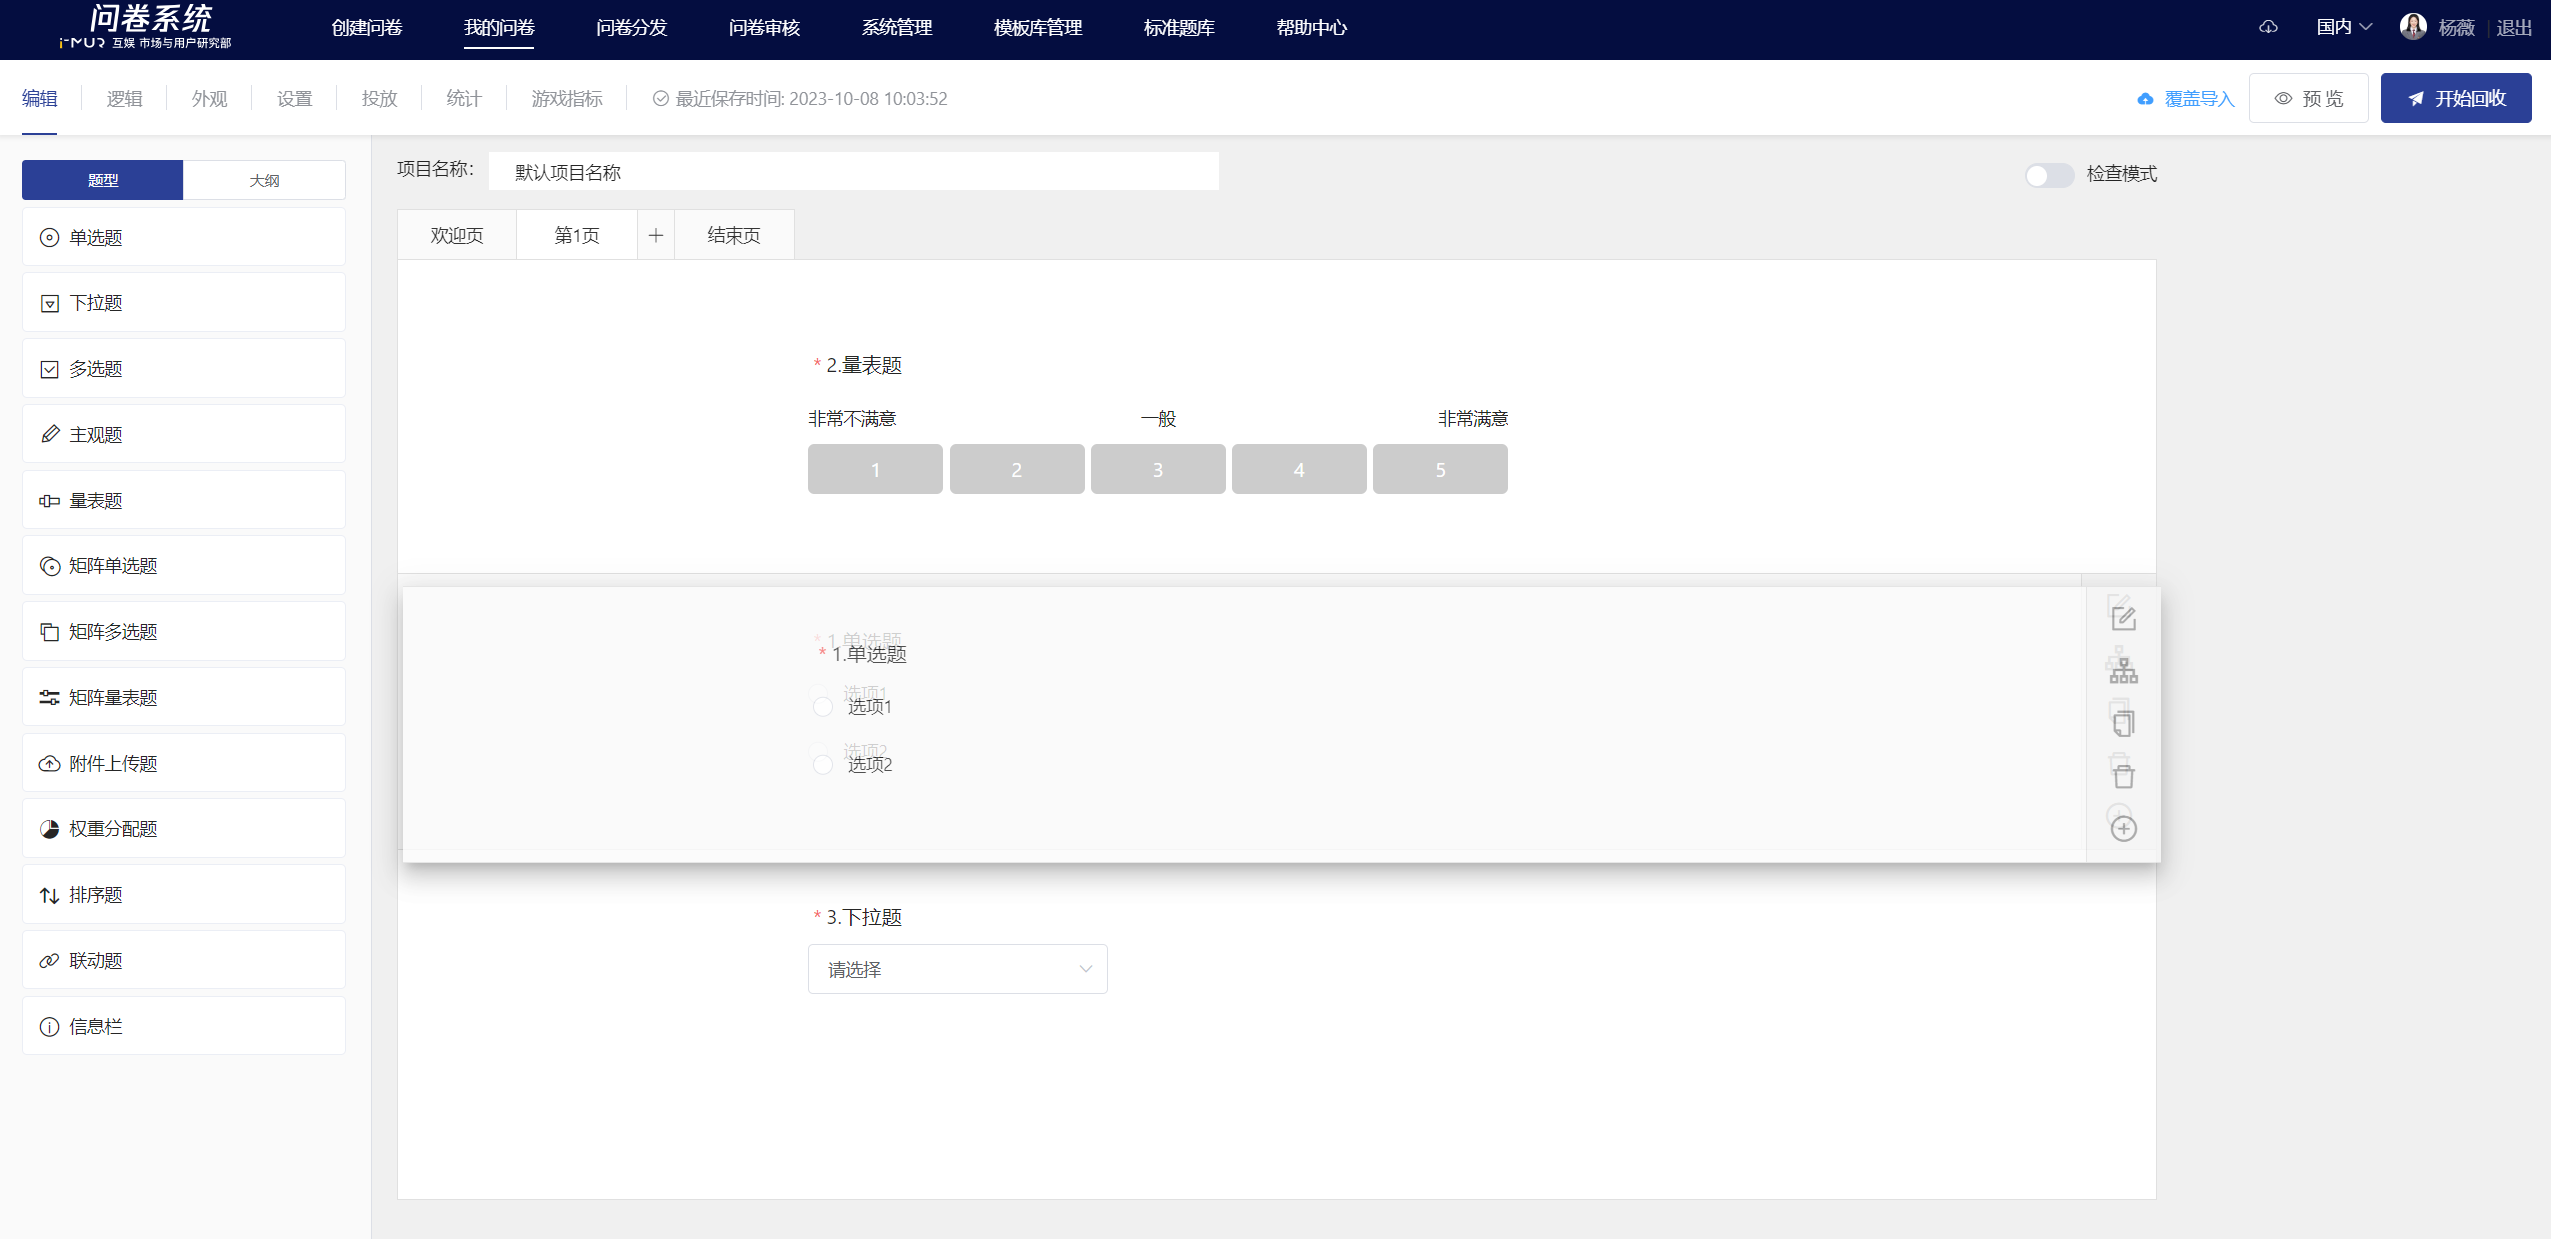 问卷系统
i-MUR 互娱 市场与用户研究部
创建问卷 我的问卷 问卷分发 问卷审核 系统管理 模板库管理 标准题库 帮助中心 国内 杨薇 退出
编辑 逻辑 外观 设置 投放 统计 游戏指标 最近保存时间: 2023-10-08 10:03:52 覆盖导入 预 览 开始回收
题型 大纲
单选题
下拉题
多选题
主观题
量表题
矩阵单选题
矩阵多选题
矩阵量表题
附件上传题
权重分配题
排序题
联动题
信息栏
项目名称: 默认项目名称 检查模式
欢迎页 第1页 结束页
* 2.量表题
非常不满意 一般 非常满意
1 2 3 4 5
* 1.单选题
* 1.单选题
选项1
选项1
选项2
选项2
* 3.下拉题
请选择